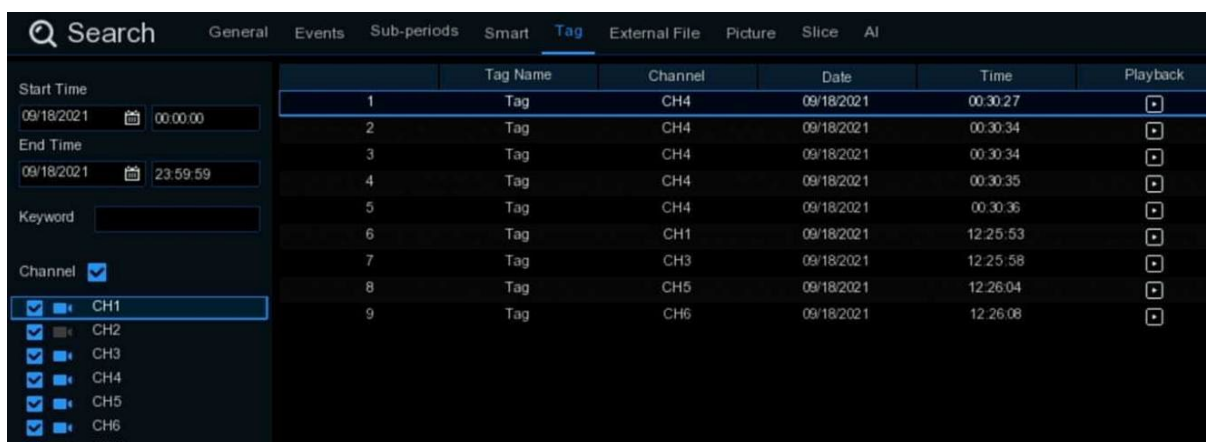 Search General Events Sub-periods Smart Tag External File Picture Slice AI
Start Time
09/18/2021 00:00:00
End Time
09/18/2021 23:59:59
Keyword
Channel
CH1
CH2
CH3
CH4
CH5
CH6
Tag Name Channel Date Time Playback
1 Tag CH4 09/18/2021 00:30:27
2 Tag CH4 09/18/2021 00:30:34
3 Tag CH4 09/18/2021 00:30:34
4 Tag CH4 09/18/2021 00:30:35
5 Tag CH4 09/18/2021 00:30:36
6 Tag CH1 09/18/2021 12:25:53
7 Tag CH3 09/18/2021 12:25:58
8 Tag CH5 09/18/2021 12:26:04
9 Tag CH6 09/18/2021 12:26:08